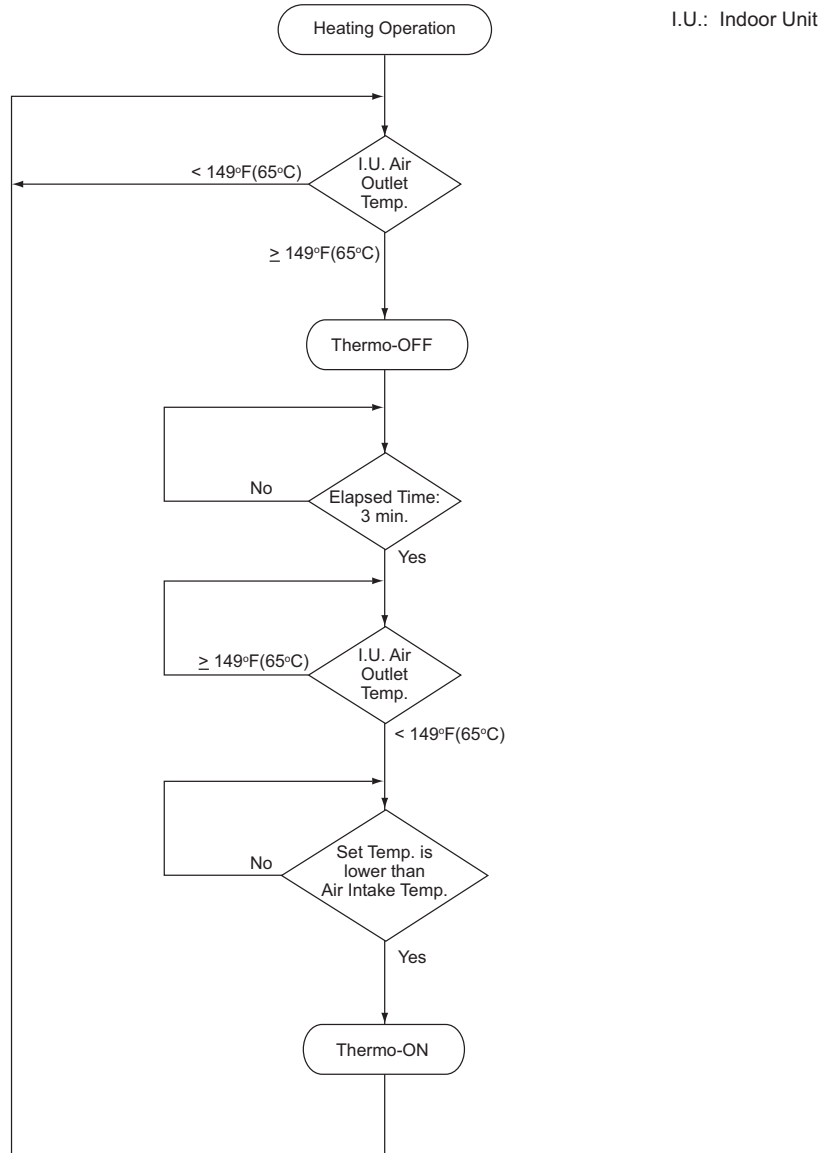 Heating Operation
I.U.: Indoor Unit
< 149°F(65°C)
I.U. Air
Outlet
Temp.
≥ 149°F(65°C)
Thermo-OFF
No
Elapsed Time:
3 min.
Yes
≥ 149°F(65°C)
I.U. Air
Outlet
Temp.
< 149°F(65°C)
No
Set Temp. is
lower than
Air Intake Temp.
Yes
Thermo-ON